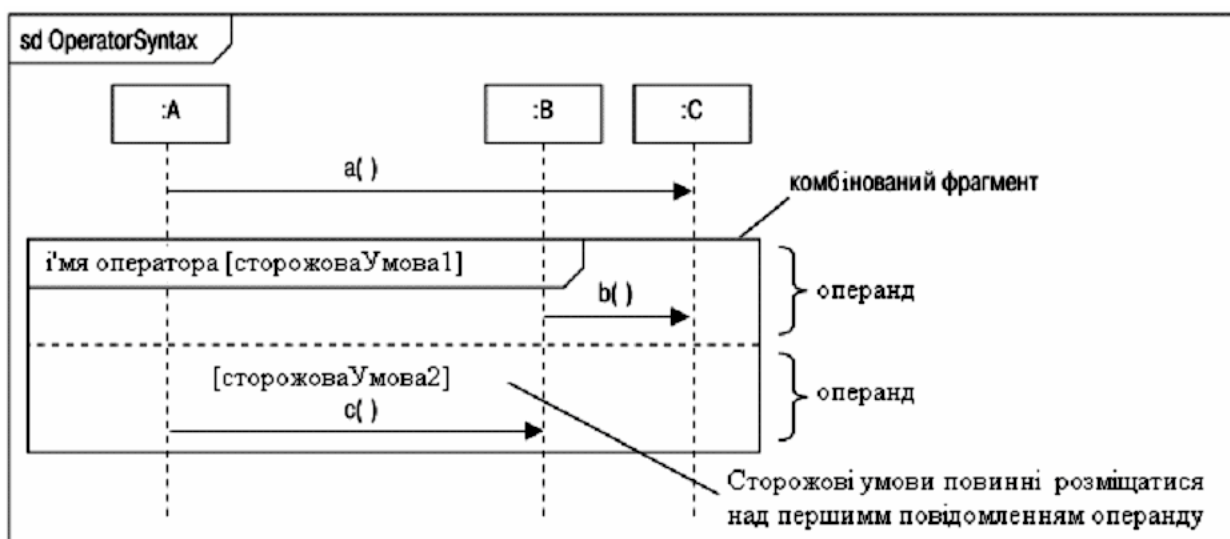 sd OperatorSyntax
:A
:B
:C
a( )
комбінований фрагмент
і'мя оператора [сторожоваУмова1]
b( )
операнд
[сторожоваУмова2]
c( )
операнд
Сторожові умови повинні розміщатися
над першимм повідомленням операнду